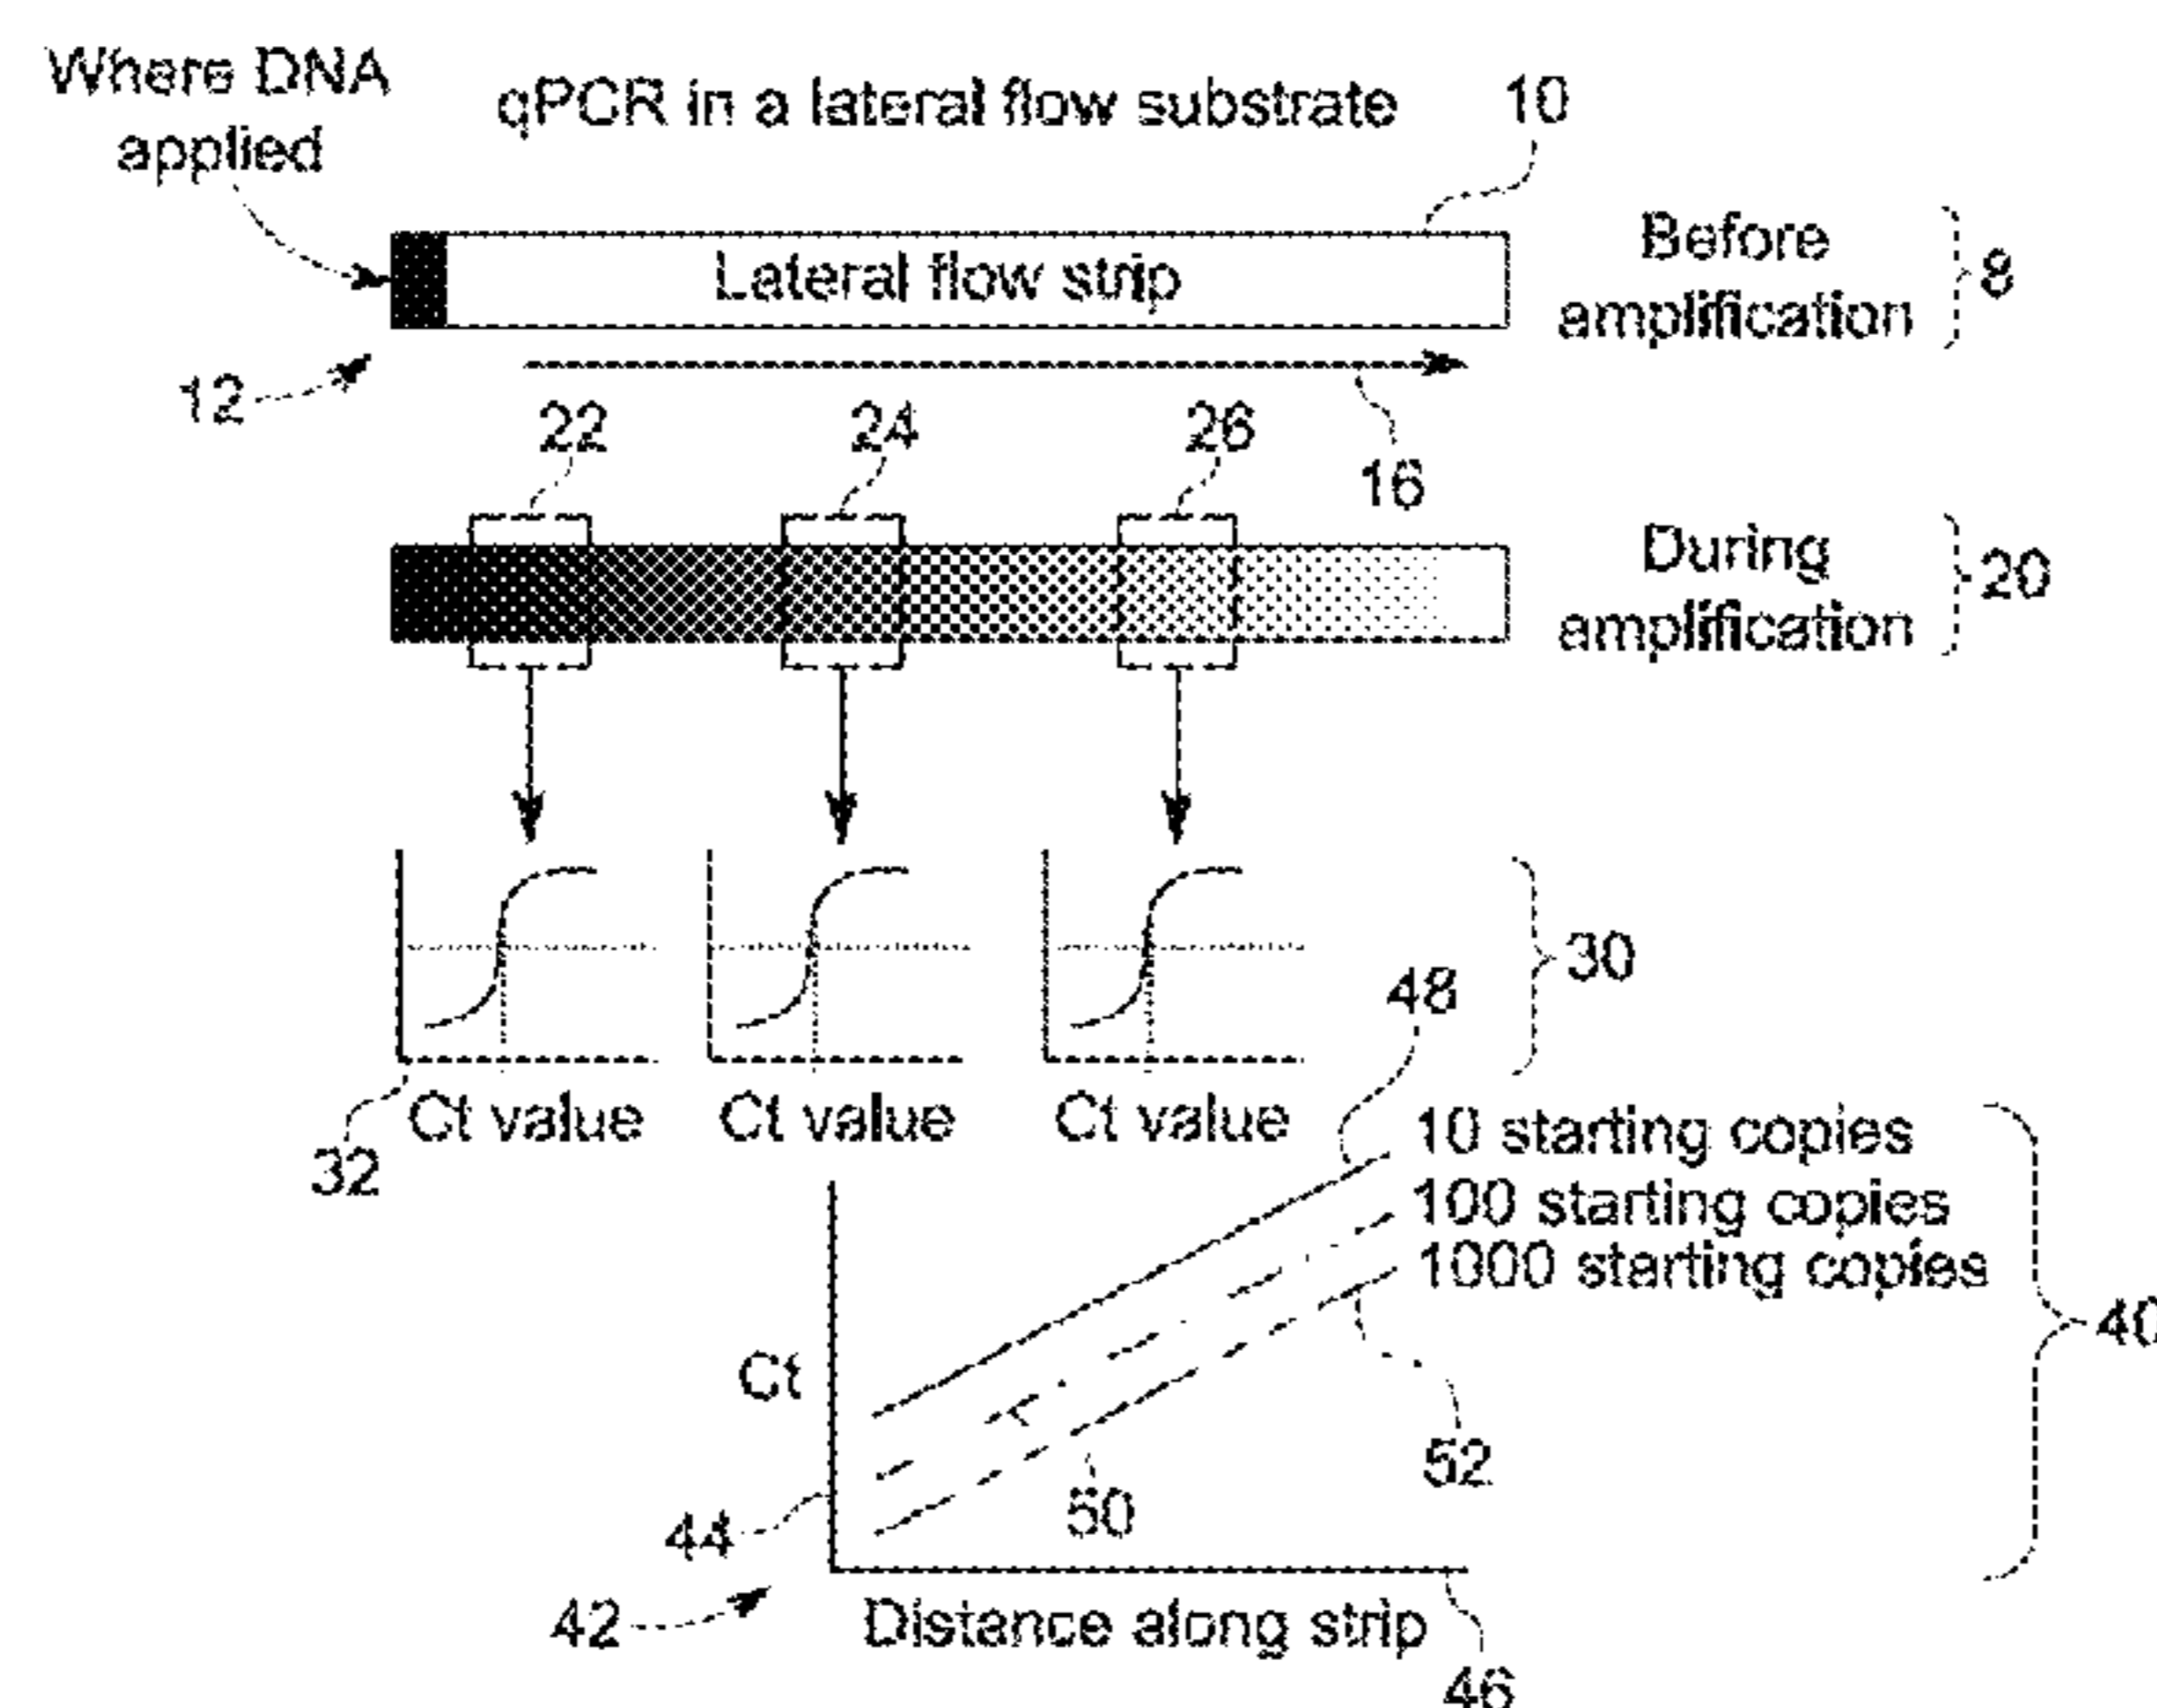 Where DNA
applied
qPCR in a lateral flow substrate
10
Lateral flow strip
Before
amplification
8
12
16
22
24
26
During
amplification
20
30
32
Ct value
Ct value
Ct value
48
10 starting copies
100 starting copies
1000 starting copies
40
Ct
44
50
52
42
Distance along strip
46